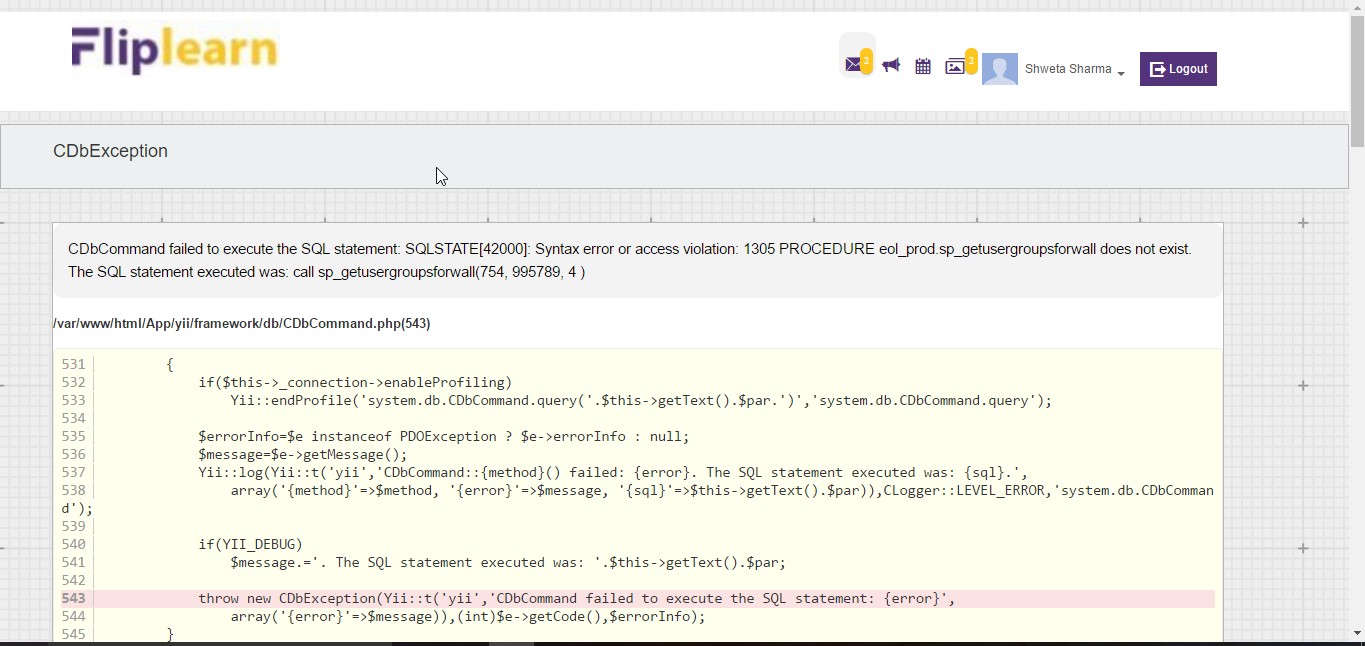 Fliplearn
2
2
Shweta Sharma
Logout
CDbException
CDbCommand failed to execute the SQL statement: SQLSTATE[42000]: Syntax error or access violation: 1305 PROCEDURE eol_prod.sp_getusergroupsforwall does not exist.
The SQL statement executed was: call sp_getusergroupsforwall(754, 995789, 4 )
/var/www/html/App/yii/framework/db/CDbCommand.php(543)
531 {
532 if($this->_connection->enableProfiling)
533 Yii::endProfile('system.db.CDbCommand.query('.$this->getText().$par.')','system.db.CDbCommand.query');
534
535 $errorInfo=$e instanceof PDOException ? $e->errorInfo : null;
536 $message=$e->getMessage();
537 Yii::log(Yii::t('yii','CDbCommand::{method}() failed: {error}. The SQL statement executed was: {sql}.',
538 array('{method}'=>$method, '{error}'=>$message, '{sql}'=>$this->getText().$par)),CLogger::LEVEL_ERROR,'system.db.CDbComman
d');
539
540 if(YII_DEBUG)
541 $message.='. The SQL statement executed was: '.$this->getText().$par;
542
543 throw new CDbException(Yii::t('yii','CDbCommand failed to execute the SQL statement: {error}',
544 array('{error}'=>$message)),(int)$e->getCode(),$errorInfo);
545 }